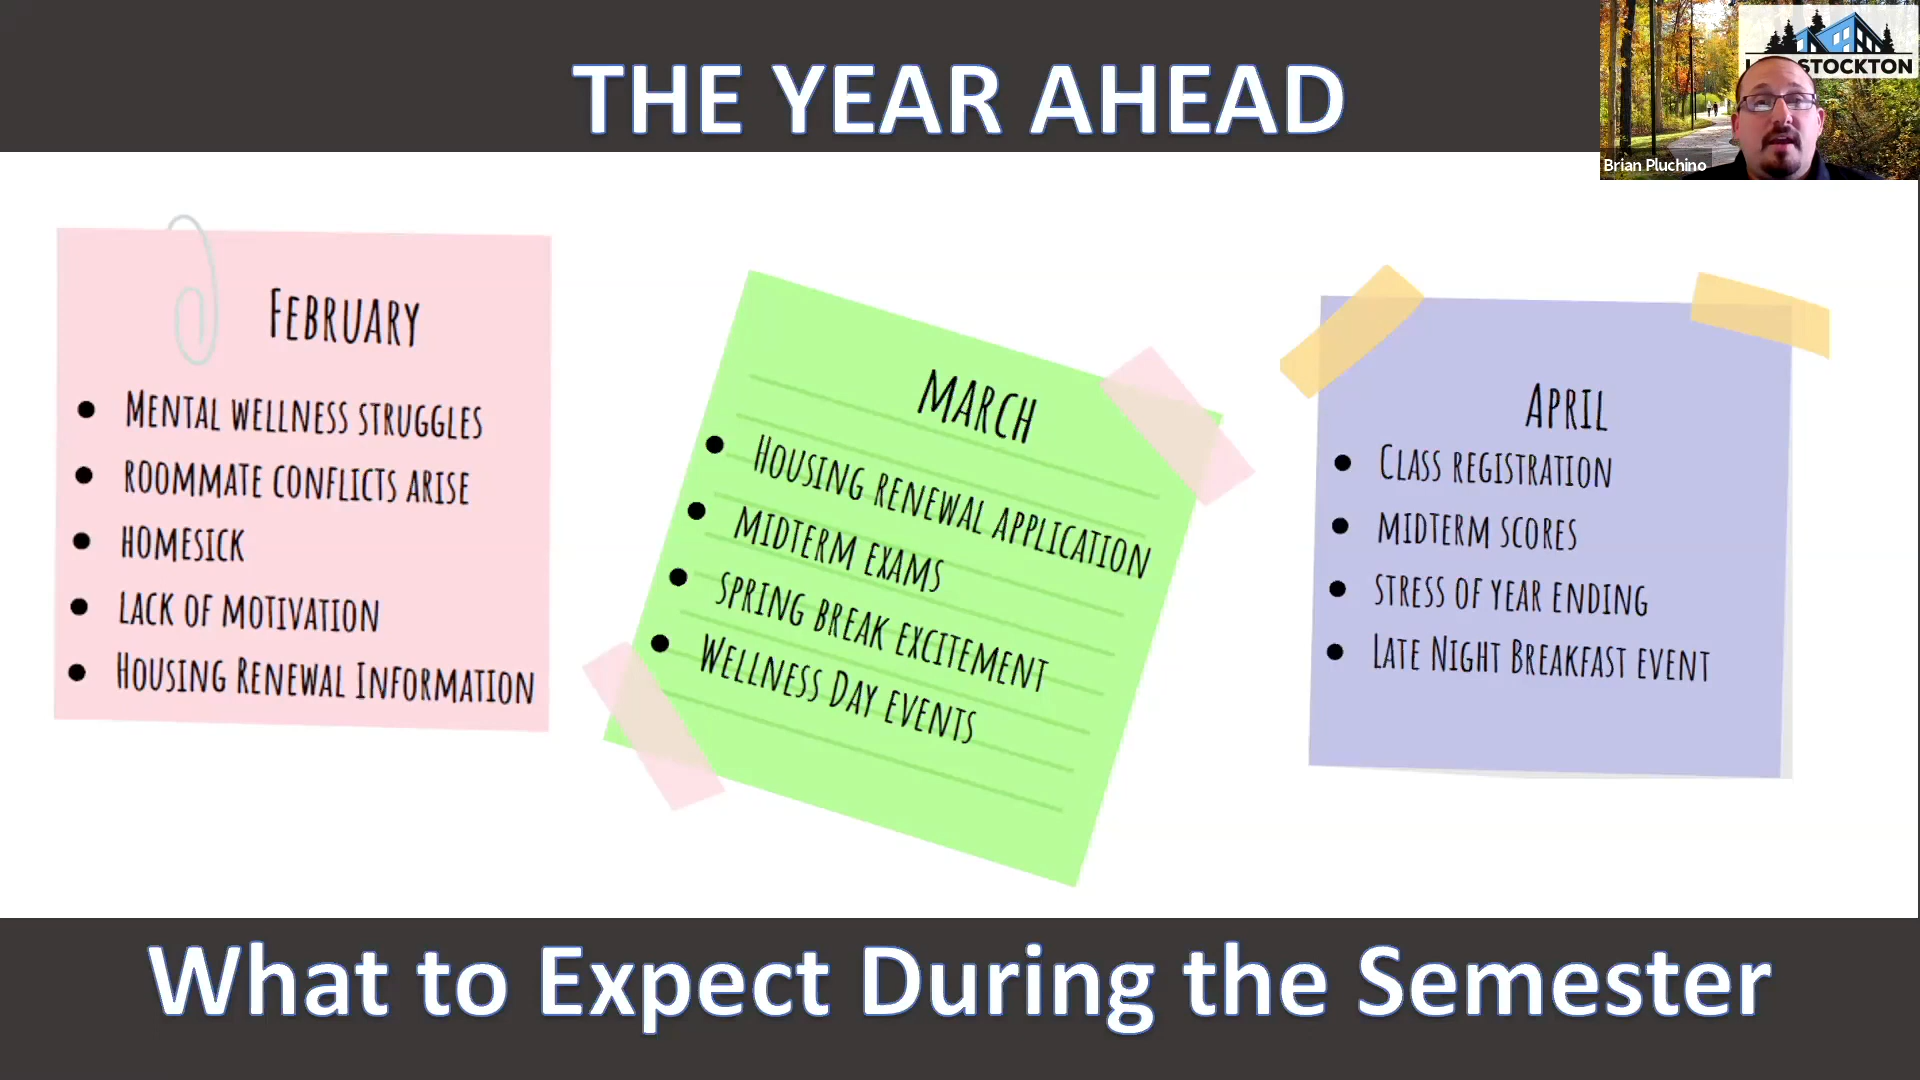 THE YEAR AHEAD
STOCKTON
Brian Pluchino
February
Mental wellness struggles
roommate conflicts arise
homesick
lack of motivation
Housing Renewal Information
March
Housing renewal application
midterm exams
spring break excitement
Wellness Day events
April
Class registration
midterm scores
stress of year ending
Late Night Breakfast event
What to Expect During the Semester